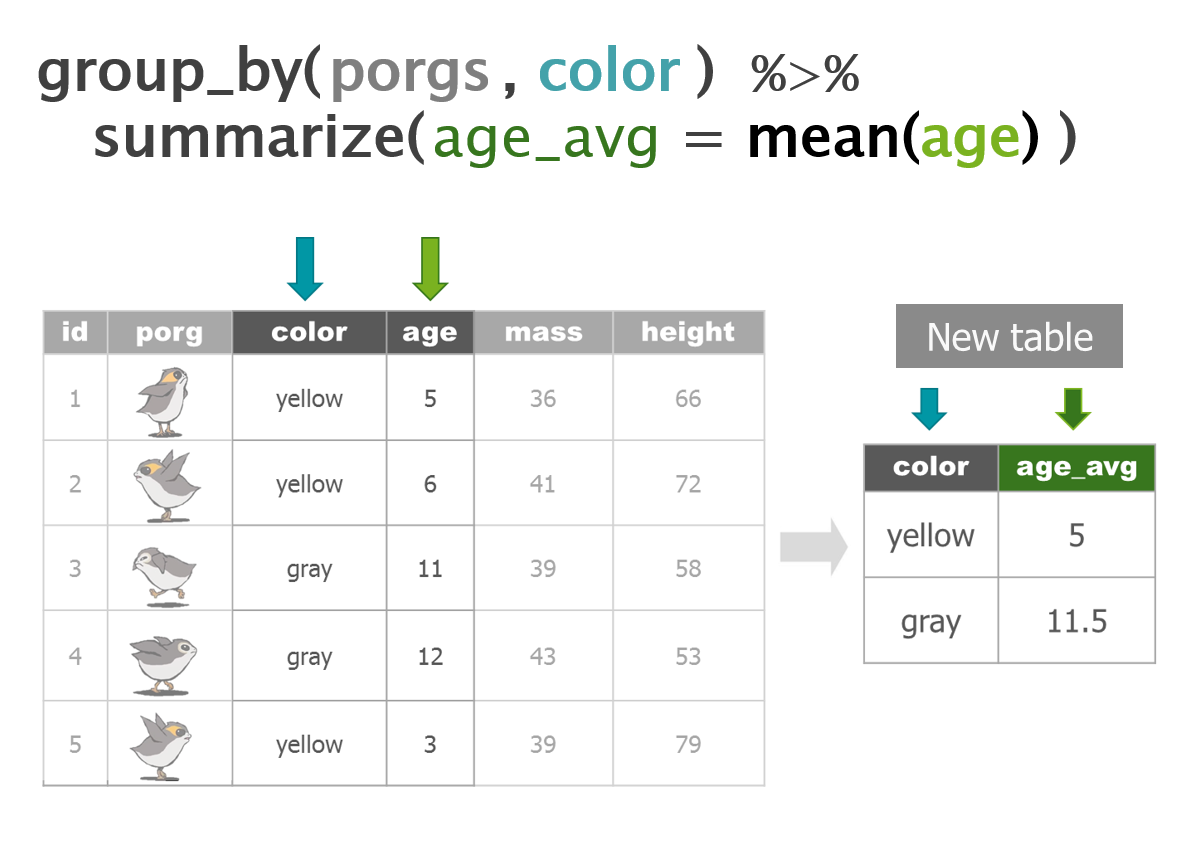 group_by(porgs, color) %>%
summarize(age_avg = mean(age))
id porg color age mass height
1 yellow 5 36 66
2 yellow 6 41 72
3 gray 11 39 58
4 gray 12 43 53
5 yellow 3 39 79
New table
color age_avg
yellow 5
gray 11.5